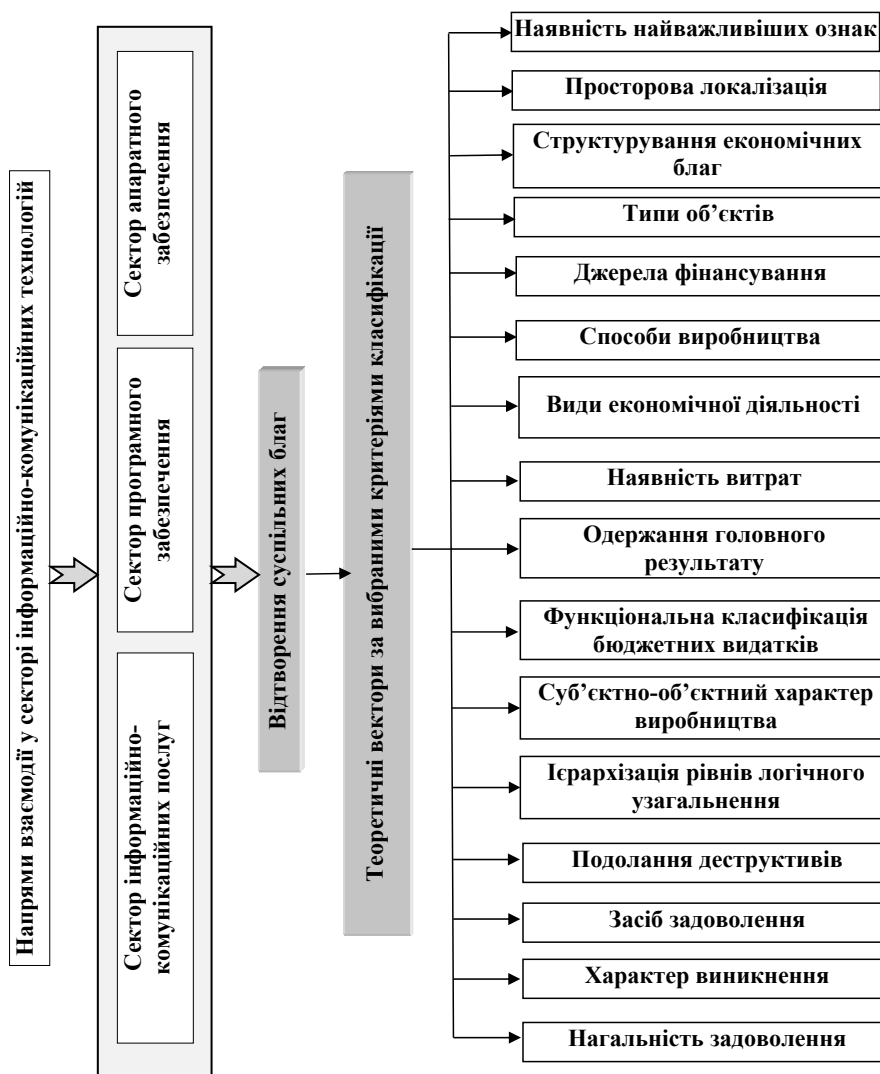 Напрями взаємодії у секторі інформаційно-комунікаційних технологій
Сектор апаратного
забезпечення
Сектор програмного
забезпечення
Сектор інформаційно-
комунікаційних послуг
Відтворення суспільних благ
Теоретичні вектори за вибраними критеріями класифікації
Наявність найважливіших ознак
Просторова локалізація
Структурування економічних
благ
Типи об’єктів
Джерела фінансування
Способи виробництва
Види економічної діяльності
Наявність витрат
Одержання головного
результату
Функціональна класифікація
бюджетних видатків
Суб’єктно-об’єктний характер
виробництва
Ієрархізація рівнів логічного
узагальнення
Подолання деструктивів
Засіб задоволення
Характер виникнення
Нагальність задоволення